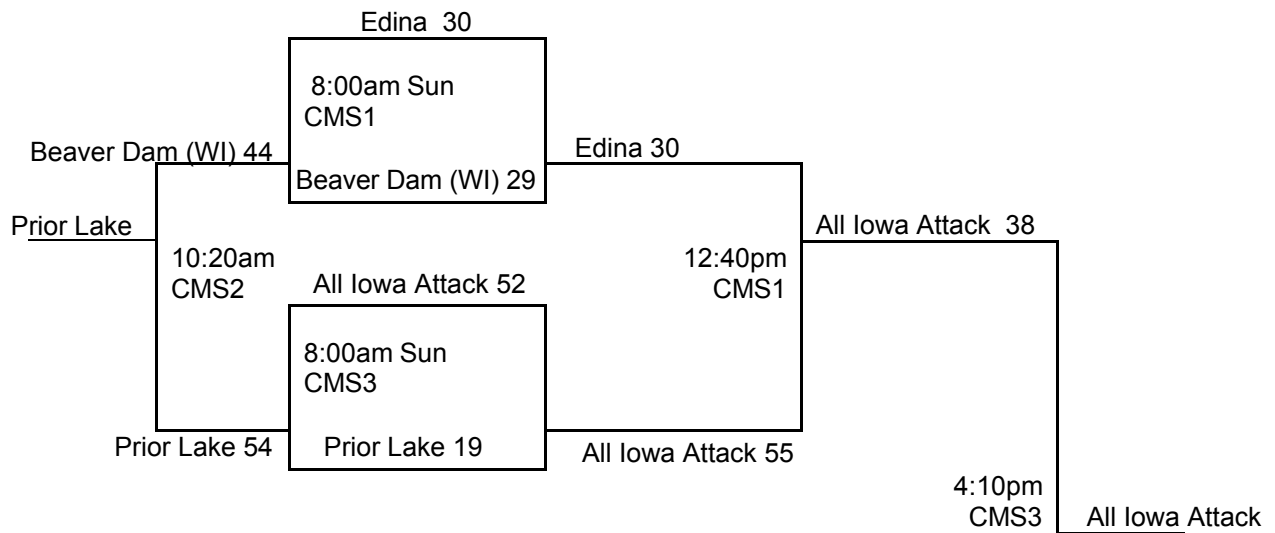 Edina 30
8:00am Sun
CMS1
Beaver Dam (WI) 44
Edina 30
Beaver Dam (WI) 29
Prior Lake
All Iowa Attack 38
10:20am
CMS2
12:40pm
CMS1
All Iowa Attack 52
8:00am Sun
CMS3
Prior Lake 54
Prior Lake 19
All Iowa Attack 55
4:10pm
CMS3
All Iowa Attack